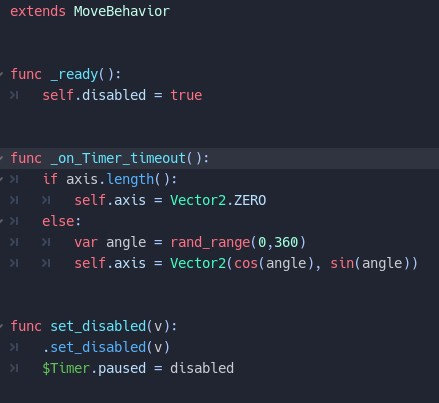 extends MoveBehavior
func _ready():
self.disabled = true
func _on_Timer_timeout():
if axis.length():
self.axis = Vector2.ZERO
else:
var angle = rand_range(0,360)
self.axis = Vector2(cos(angle), sin(angle))
func set_disabled(v):
.set_disabled(v)
$Timer.paused = disabled